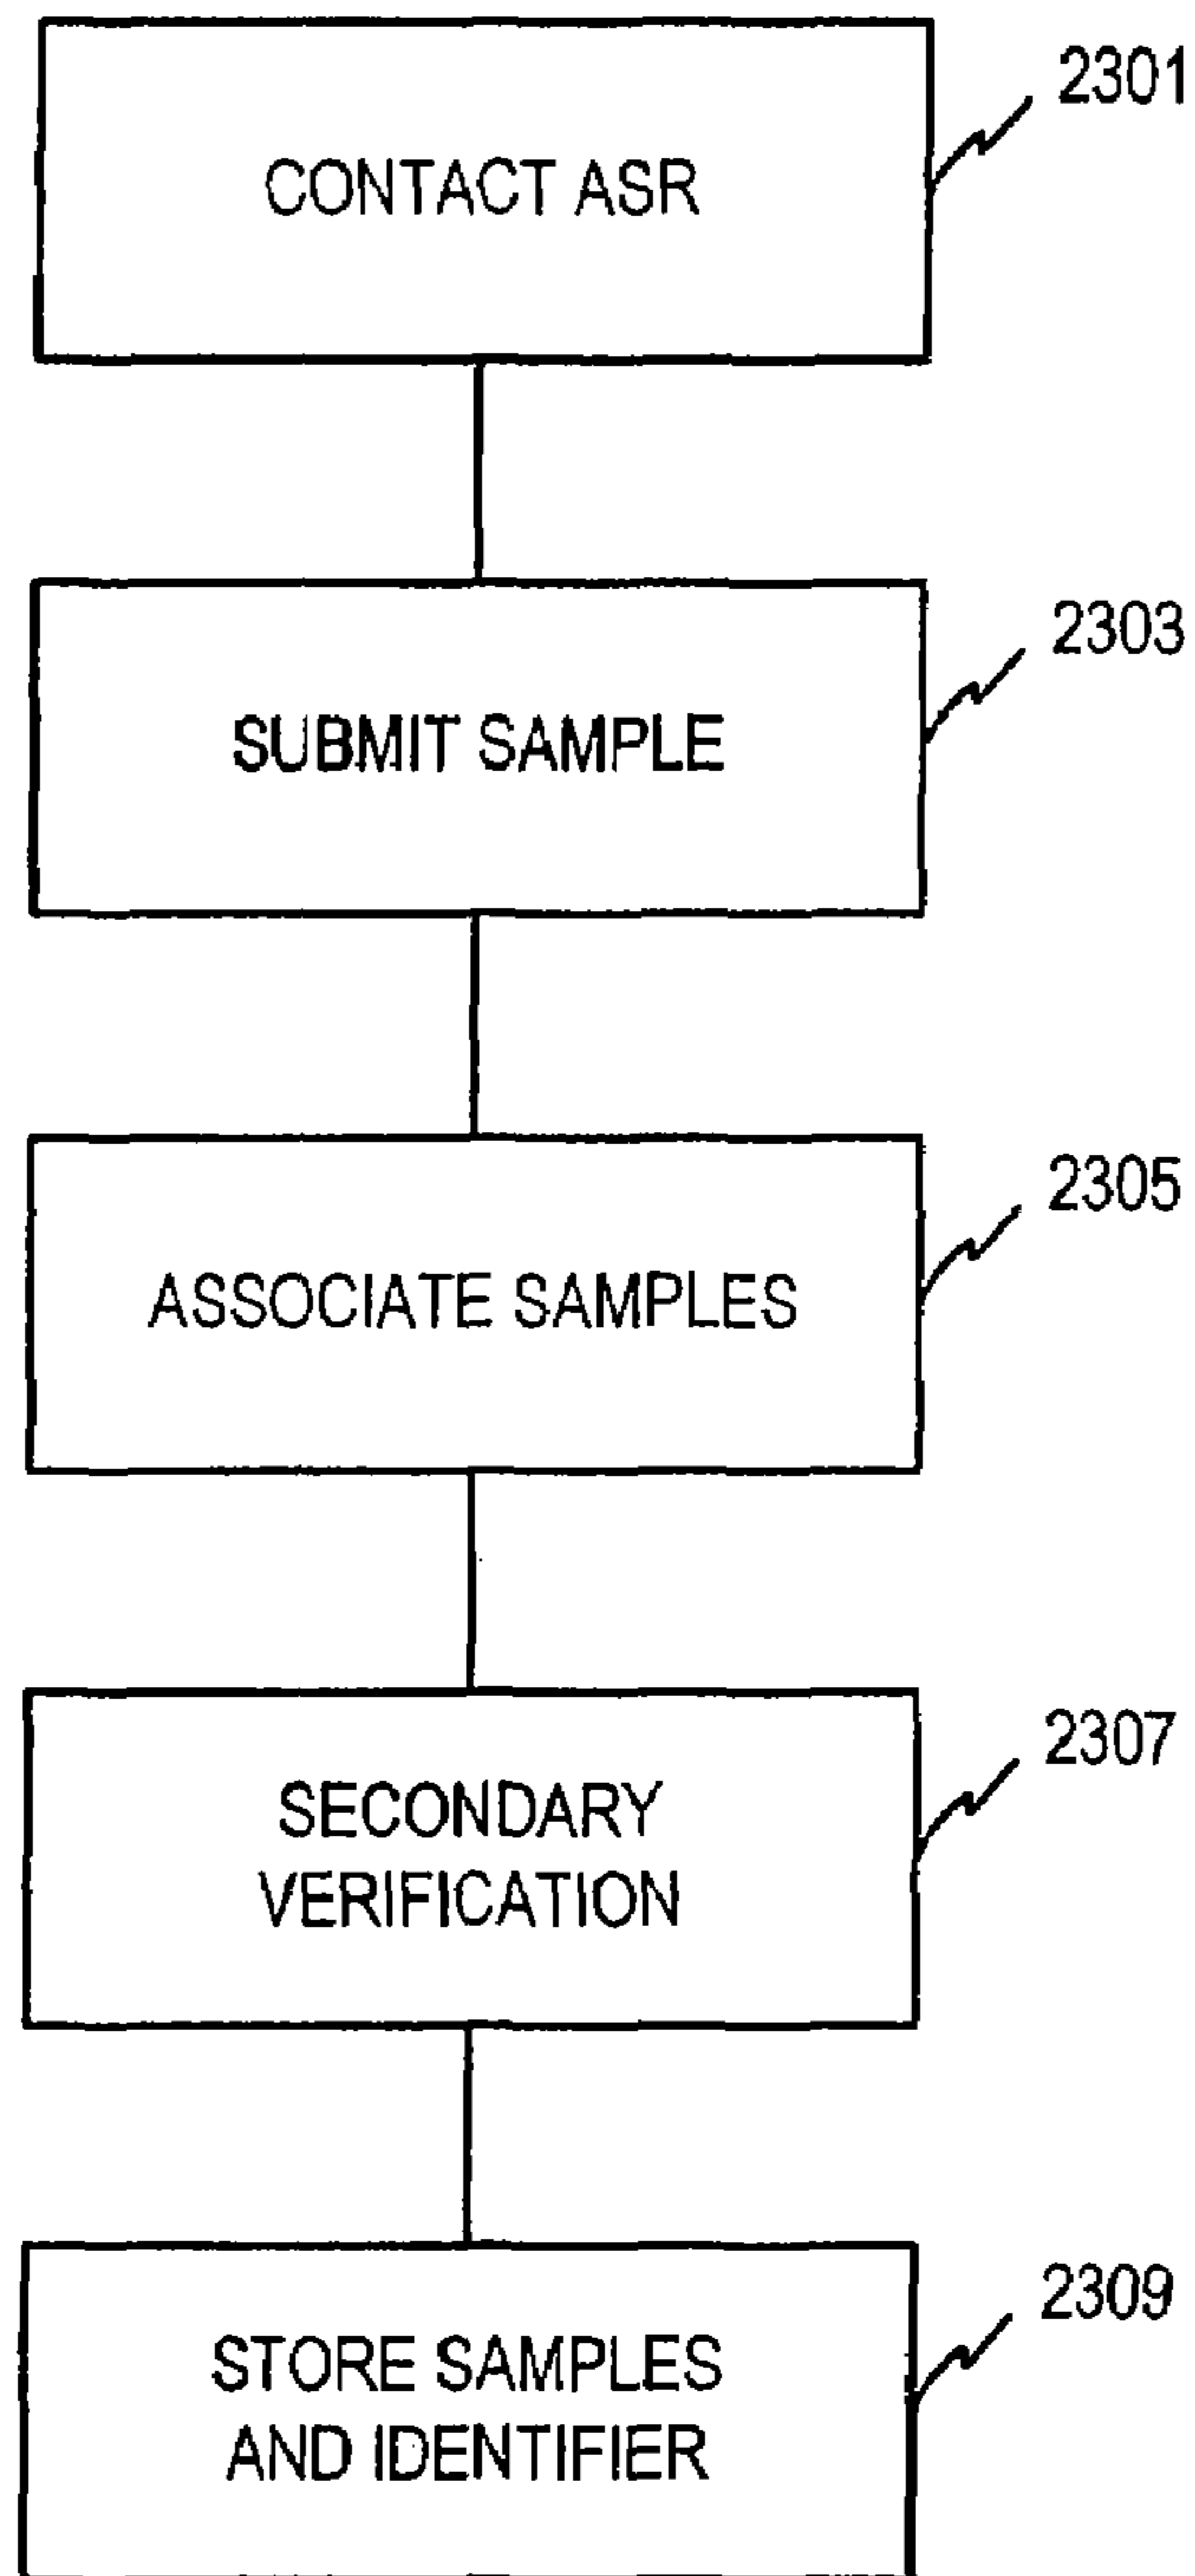 2301
CONTACT ASR
2303
SUBMIT SAMPLE
2305
ASSOCIATE SAMPLES
2307
SECONDARY
VERIFICATION
2309
STORE SAMPLES
AND IDENTIFIER